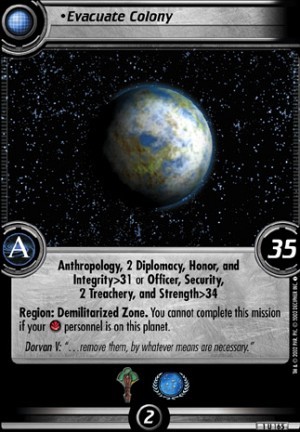 •Evacuate Colony
A
35
Anthropology, 2 Diplomacy, Honor, and
Integrity>31 or Officer, Security,
2 Treachery, and Strength>34
Region: Demilitarized Zone. You cannot complete this mission
if your personnel is on this planet.
Dorvan V: “…remove them, by whatever means are necessary.”
2
1 U 165